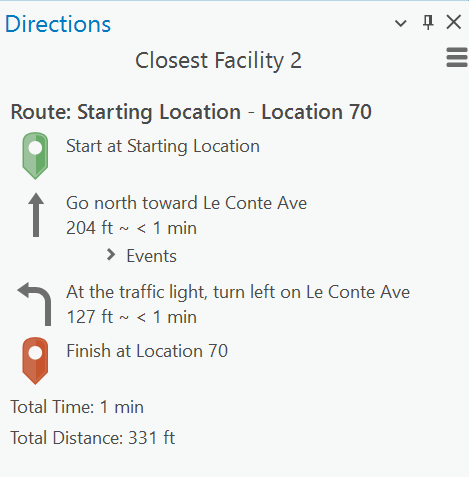 Directions
Closest Facility 2
Route: Starting Location - Location 70
Start at Starting Location
Go north toward Le Conte Ave
204 ft ~ < 1 min
Events
At the traffic light, turn left on Le Conte Ave
127 ft ~ < 1 min
Finish at Location 70
Total Time: 1 min
Total Distance: 331 ft